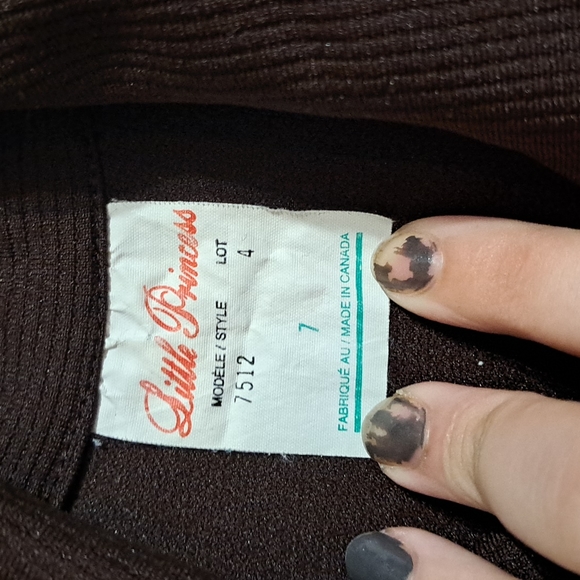 Little Princess
MODÈLE / STYLE LOT
7512 4
7
FABRIQUÉ AU / MADE IN CANADA